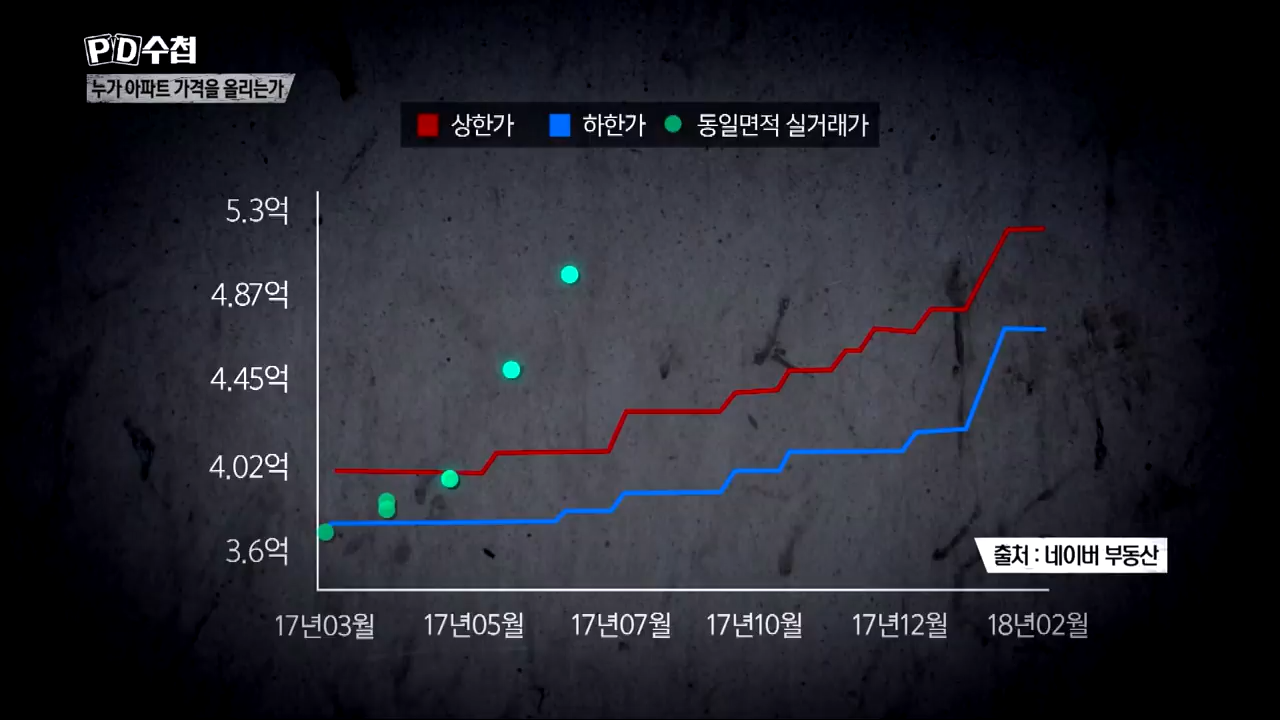 PD수첩
누가 아파트 가격을 올리는가
상한가 하한가 동일면적 실거래가
5.3억
4.87억
4.45억
4.02억
3.6억
출처 : 네이버 부동산
17년03월 17년05월 17년07월 17년10월 17년12월 18년02월